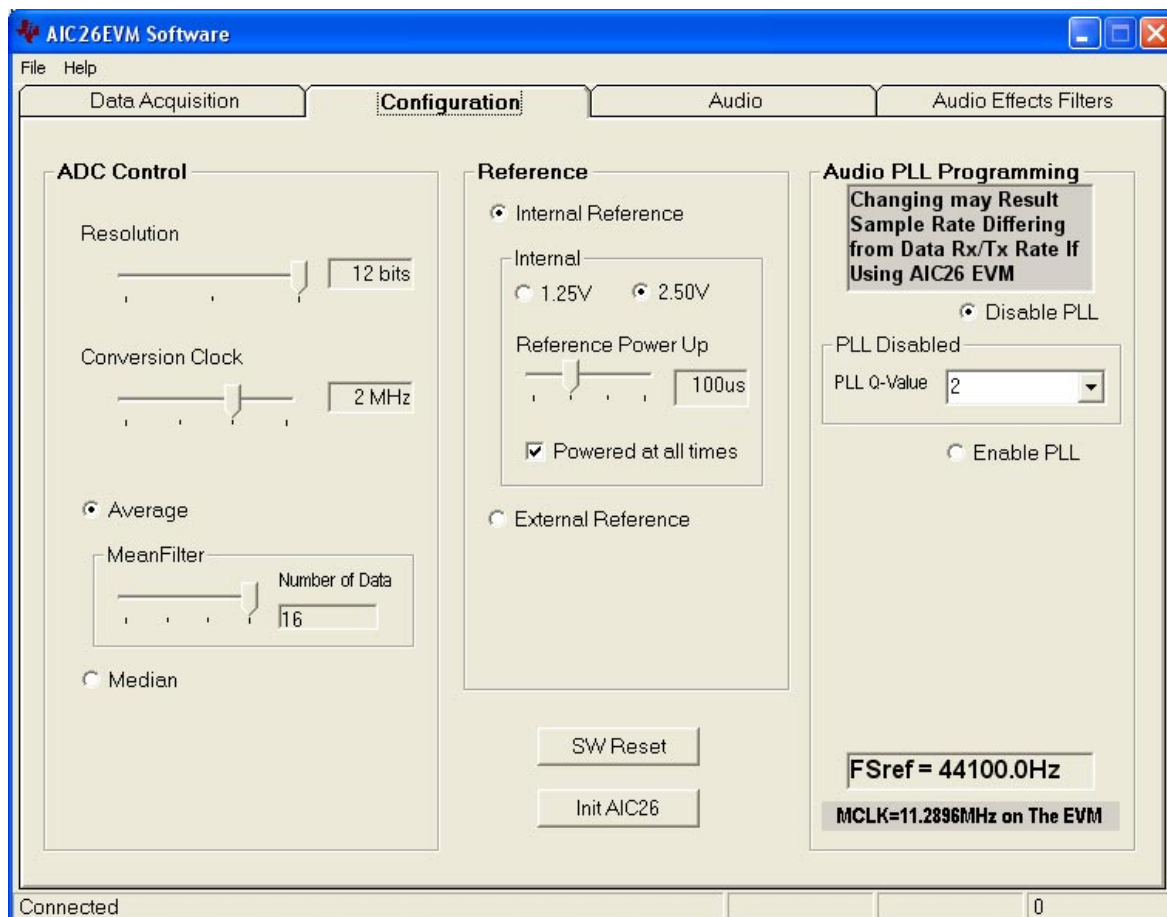 AIC26EVM Software
File Help
Data Acquisition
Configuration
Audio
Audio Effects Filters
ADC Control
Resolution
12 bits
Conversion Clock
2 MHz
Average
MeanFilter
Number of Data
16
Median
Reference
Internal Reference
Internal
1.25V
2.50V
Reference Power Up
100us
Powered at all times
External Reference
SW Reset
Init AIC26
Audio PLL Programming
Changing may Result
Sample Rate Differing
from Data Rx/Tx Rate If
Using AIC26 EVM
Disable PLL
PLL Disabled
PLL Q-Value
2
Enable PLL
FSref = 44100.0Hz
MCLK=11.2896MHz on The EVM
Connected
0